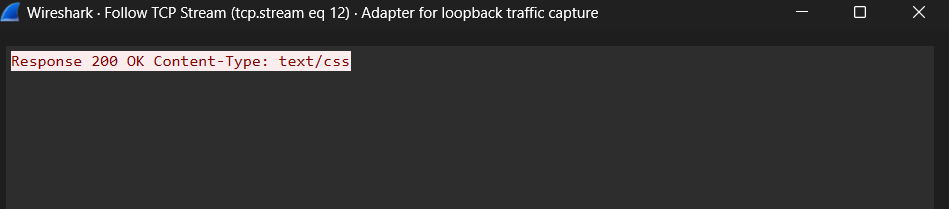 Wireshark · Follow TCP Stream (tcp.stream eq 12) · Adapter for loopback traffic capture
Response 200 OK Content-Type: text/css